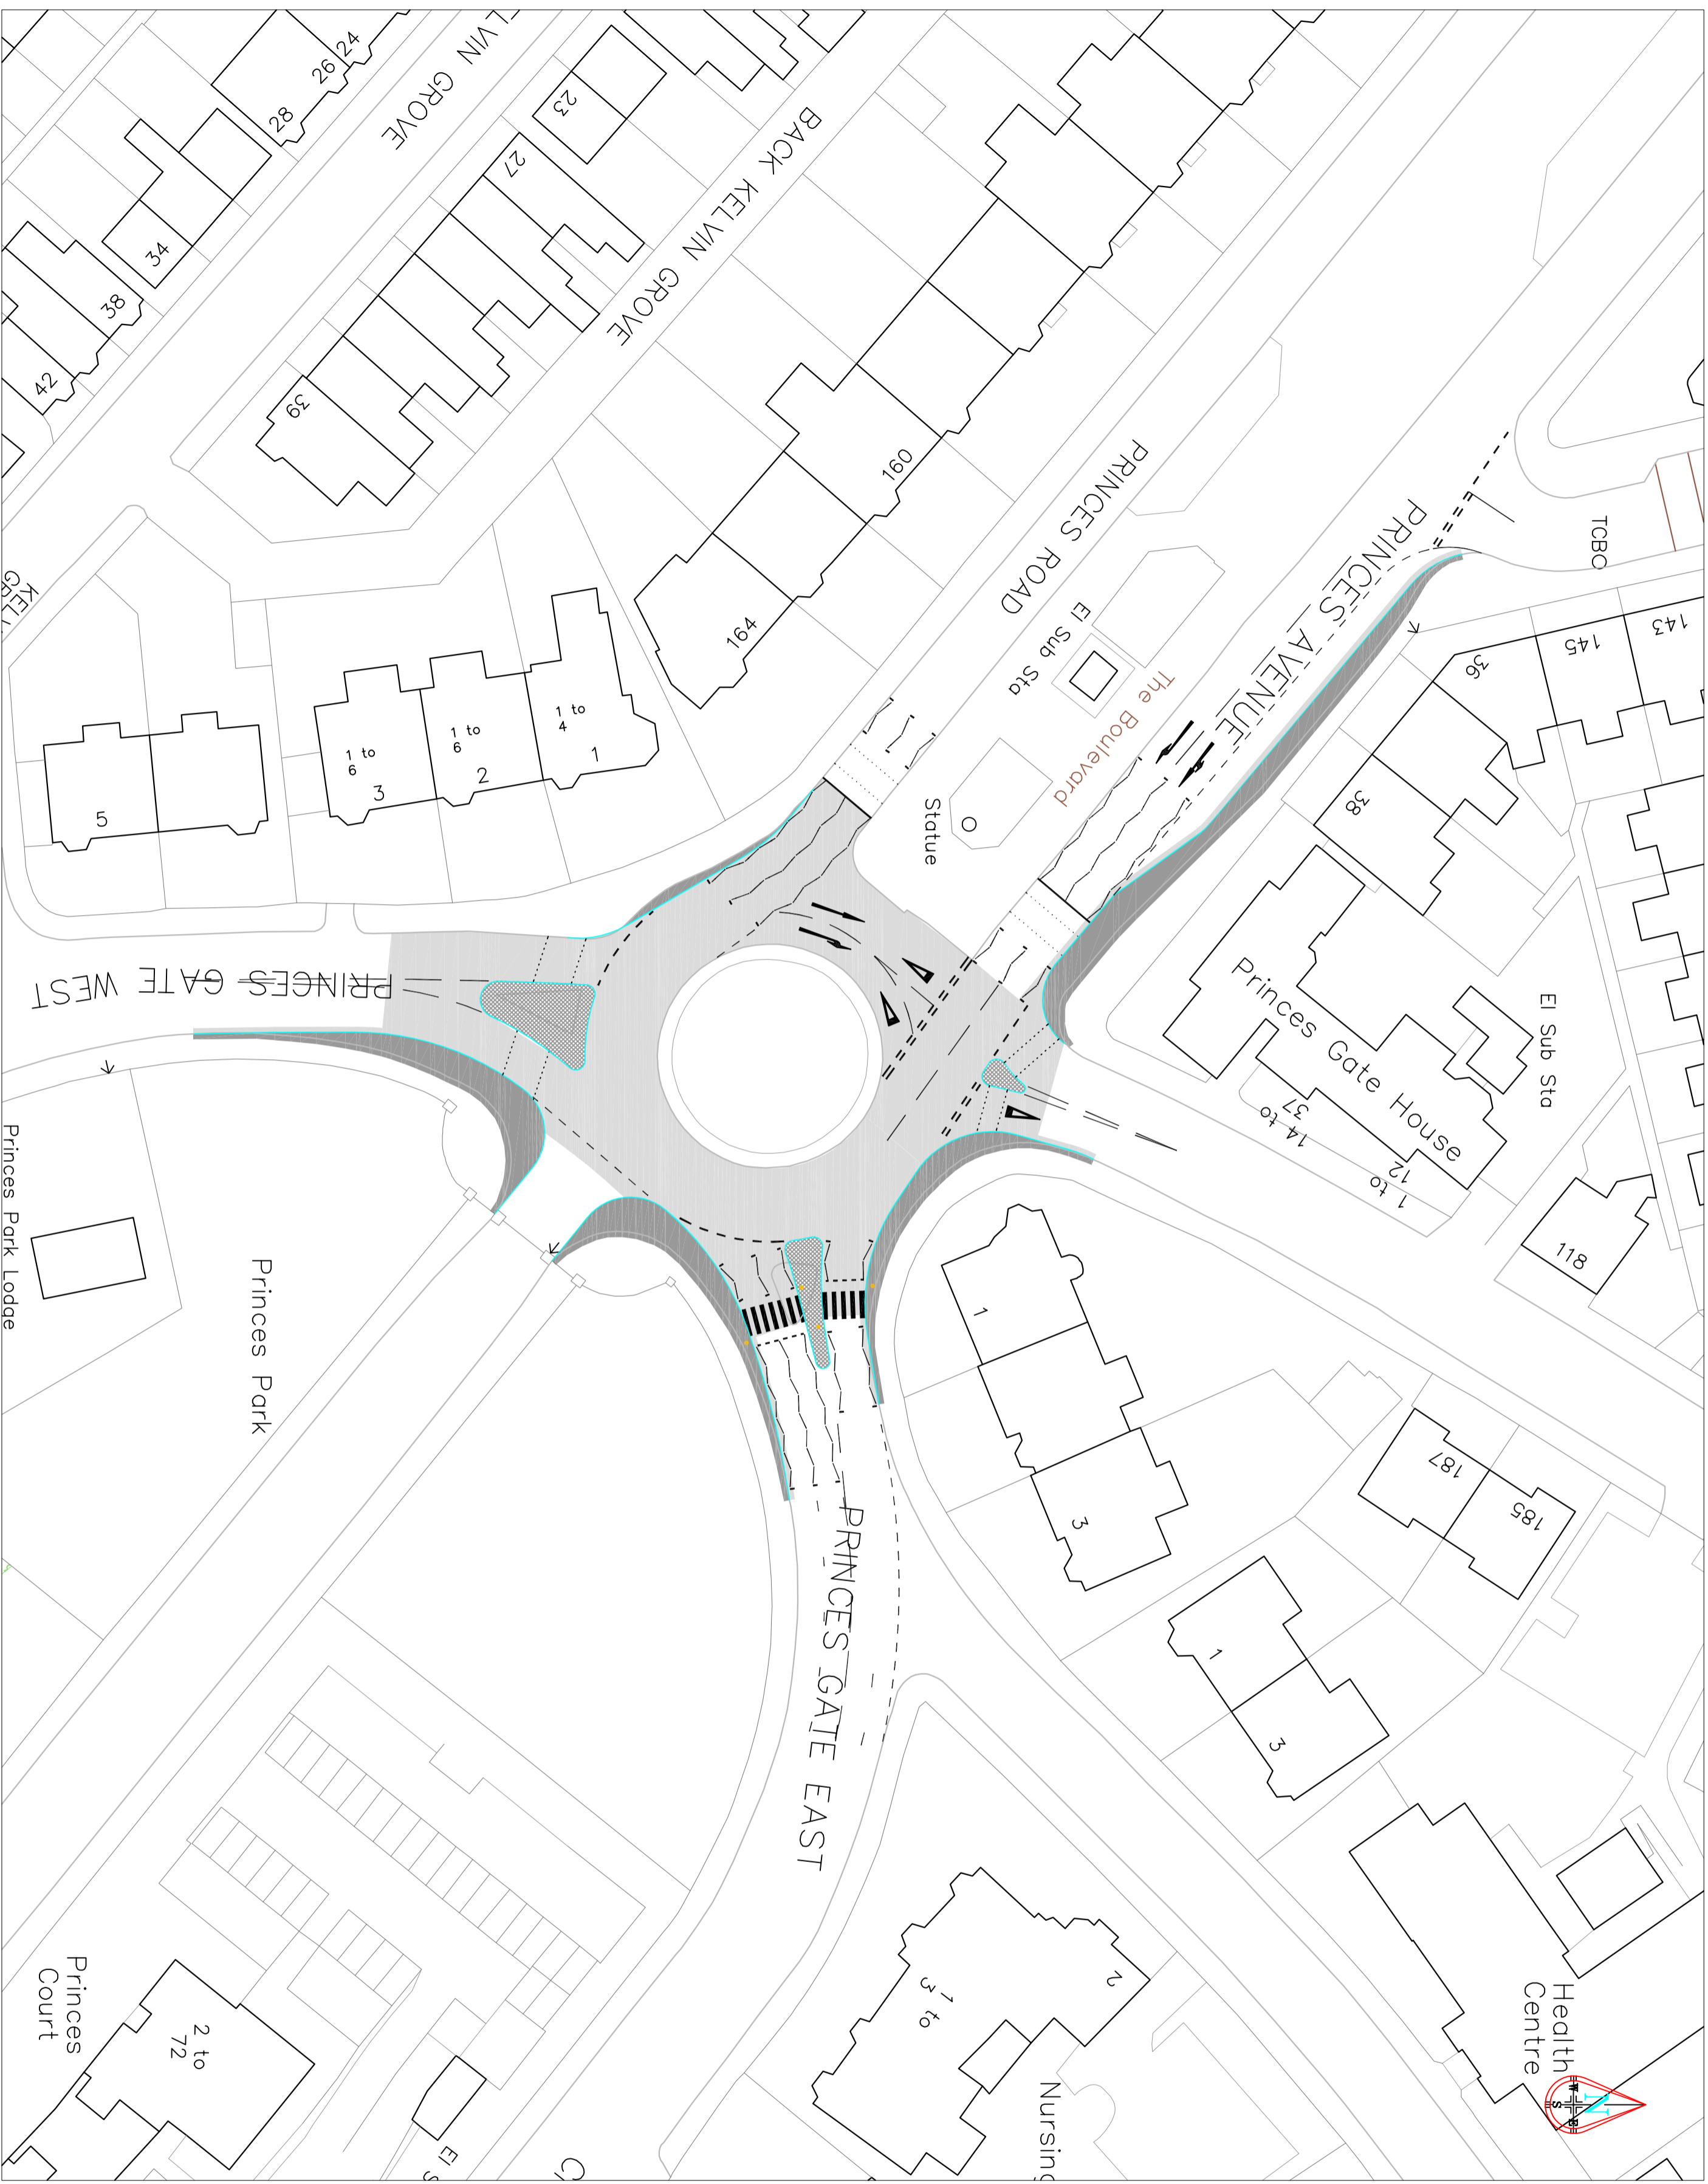 KELVIN GROVE
24
26
28
34
38
42
23
27
39
BACK KELVIN GROVE
160
164
PRINCES ROAD
PRINCES AVENUE
TCBO
El Sub Sta
The Boulevard
Statue
143
145
36
38
Princes Gate House
14 to
37
1 to
12
El Sub Sta
118
1 to
4
1
1 to
6
2
1 to
6
3
5
PRINCES GATE WEST
Princes Park Lodge
Princes Park
PRINCES GATE EAST
1
3
187
185
1
3
Health
Centre
N
W
E
S
2
1 to
3
Nursing
Princes
Court
2 to
72
El S